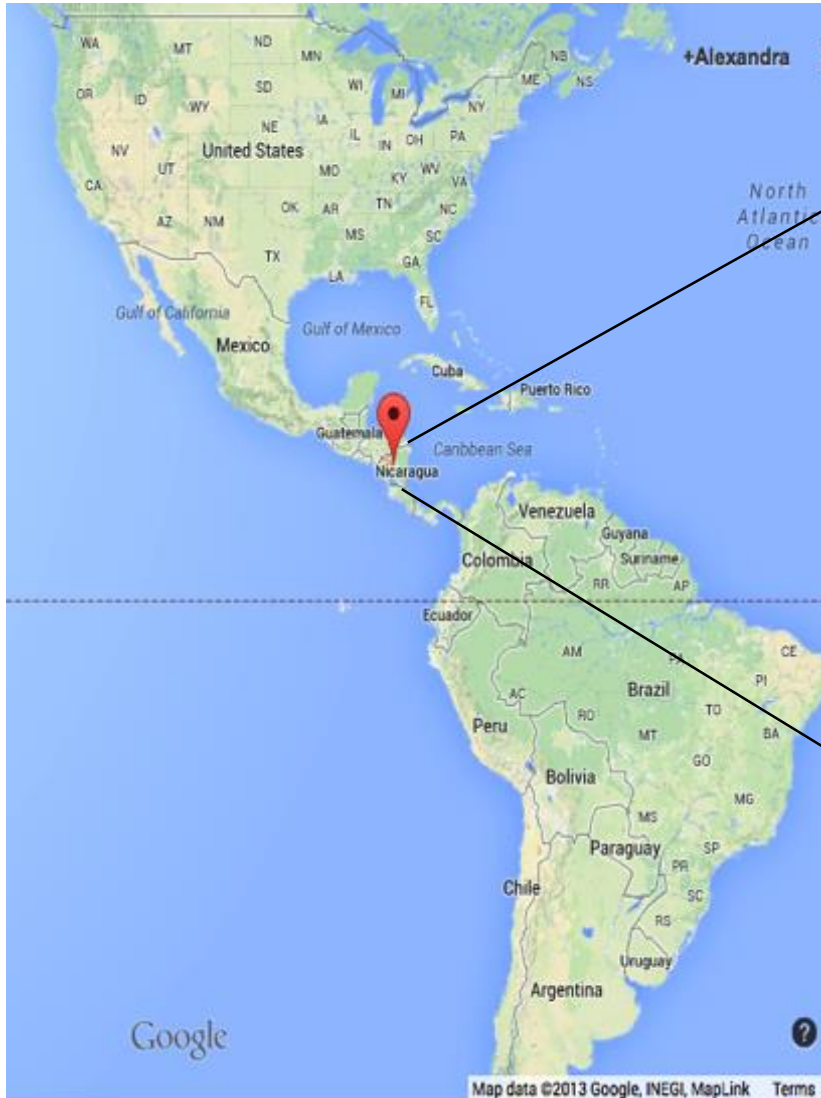 WA
MT
ND
MN
NB
+Alexandra
OR
ID
SD
WI
MI
ME
NS
WY
NY
NE
IA
NV
UT
United States
IL
IN
OH
PA
CA
MO
KY
WV
VA
North
Atlantic
Ocean
AZ
NM
OK
AR
TN
NC
MS
SC
TX
GA
LA
FL
Gulf of California
Gulf of Mexico
Mexico
Cuba
Puerto Rico
Guatemala
Caribbean Sea
Nicaragua
Venezuela
Guyana
Colombia
Suriname
RR
AP
Ecuador
AM
PA
CE
PI
AC
Brazil
TO
RO
Peru
MT
BA
GO
Bolivia
MG
MS
Paraguay
SP
PR
Chile
SC
RS
Uruguay
Argentina
Google
?
Map data ©2013 Google, INEGI, MapLink Terms